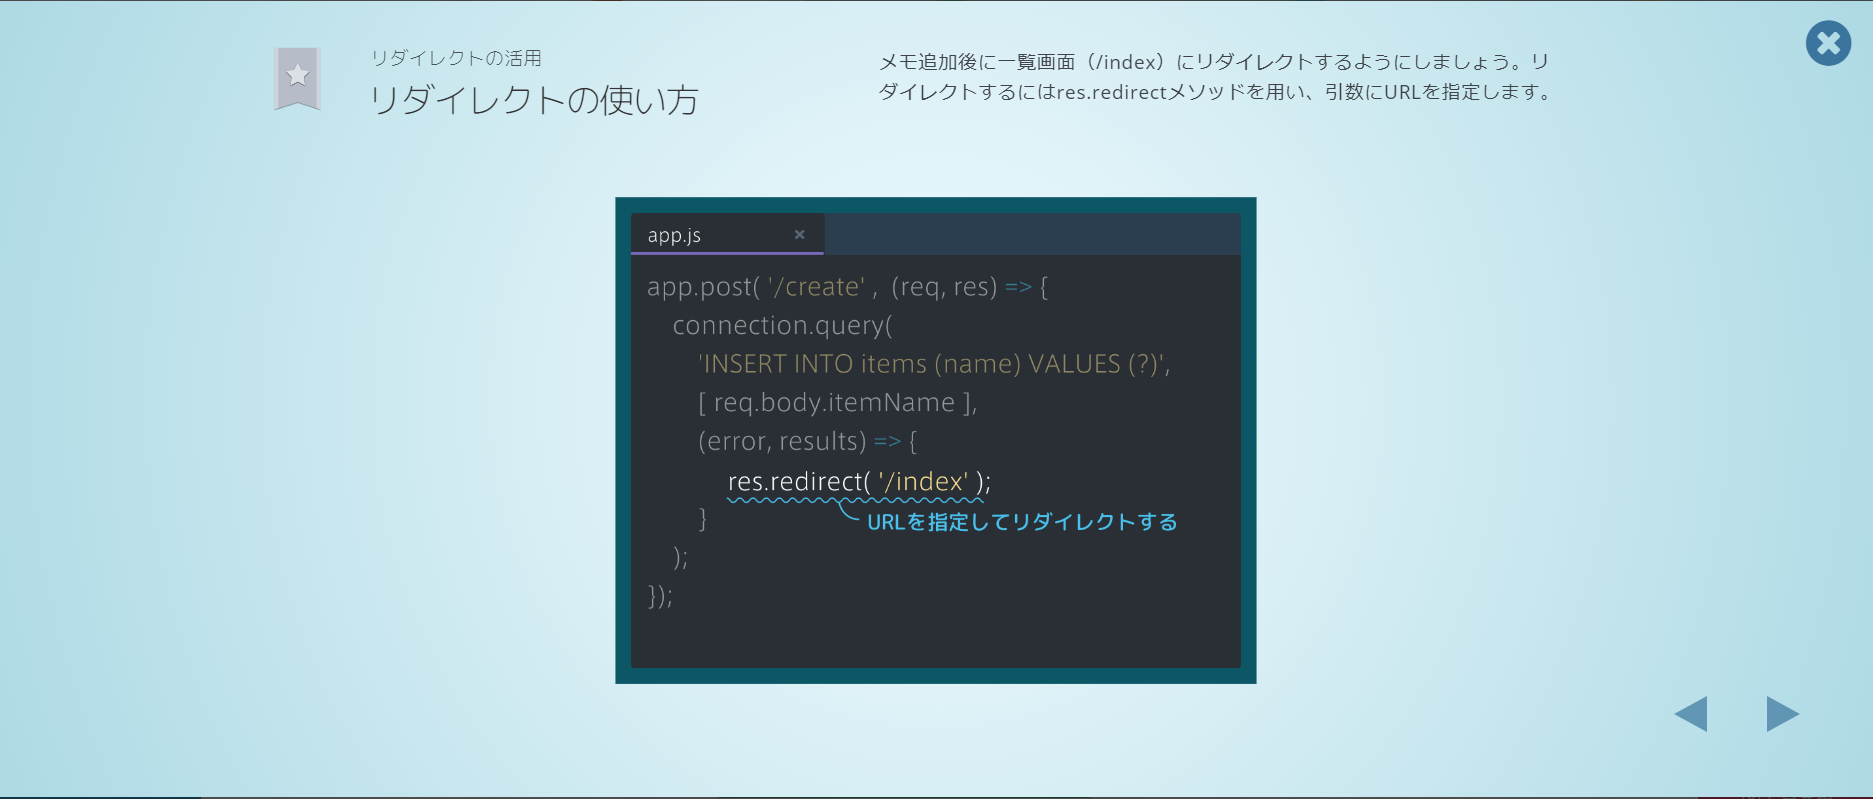 リダイレクトの活用
リダイレクトの使い方
メモ追加後に一覧画面（/index）にリダイレクトするようにしましょう。リ
ダイレクトするにはres.redirectメソッドを用い、引数にURLを指定します。
app.js
app.post( '/create' ,  (req, res) => {
connection.query(
'INSERT INTO items (name) VALUES (?)',
[ req.body.itemName ],
(error, results) => {
res.redirect( '/index' );
URLを指定してリダイレクトする
}
);
});